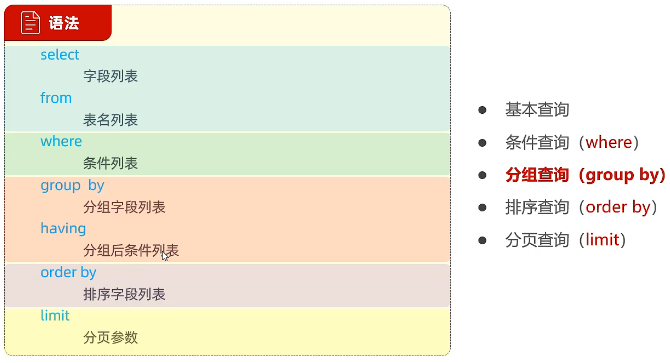 语法
select
字段列表
from
表名列表
where
条件列表
group by
分组字段列表
having
分组后条件列表
order by
排序字段列表
limit
分页参数
● 基本查询
● 条件查询（where）
● 分组查询（group by）
● 排序查询（order by）
● 分页查询（limit）